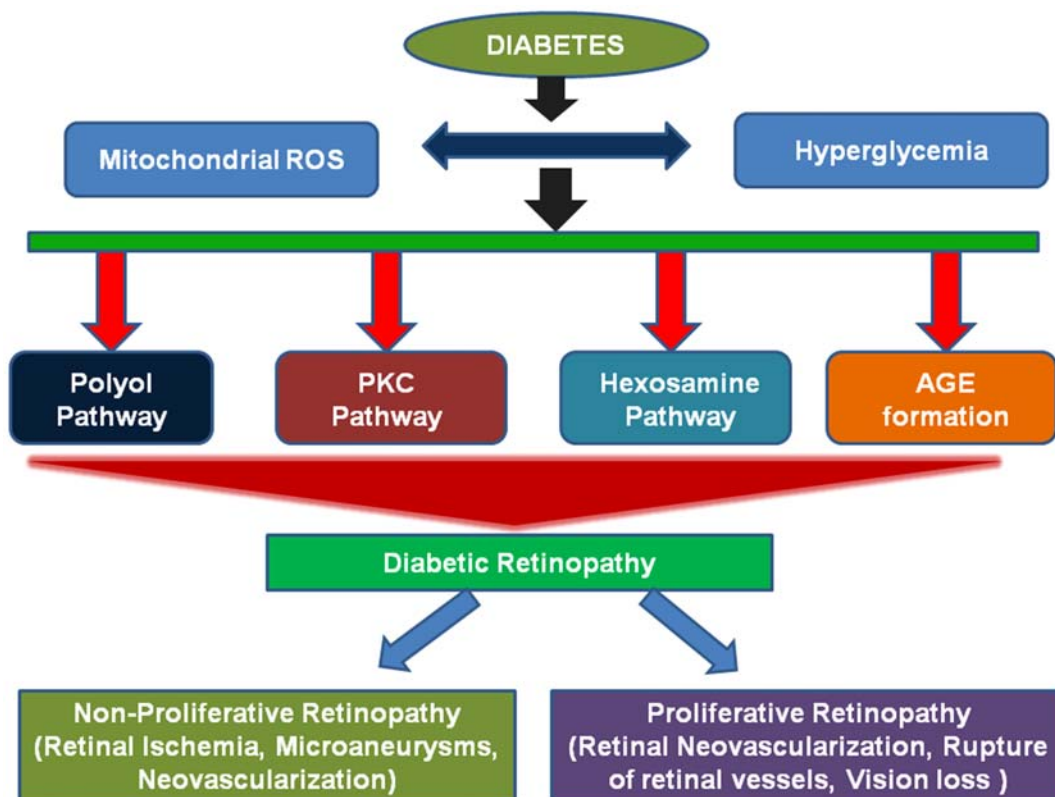 DIABETES
Mitochondrial ROS
Hyperglycemia
Polyol
Pathway
PKC
Pathway
Hexosamine
Pathway
AGE
formation
Diabetic Retinopathy
Non-Proliferative Retinopathy
(Retinal Ischemia, Microaneurysms,
Neovascularization)
Proliferative Retinopathy
(Retinal Neovascularization, Rupture
of retinal vessels, Vision loss )